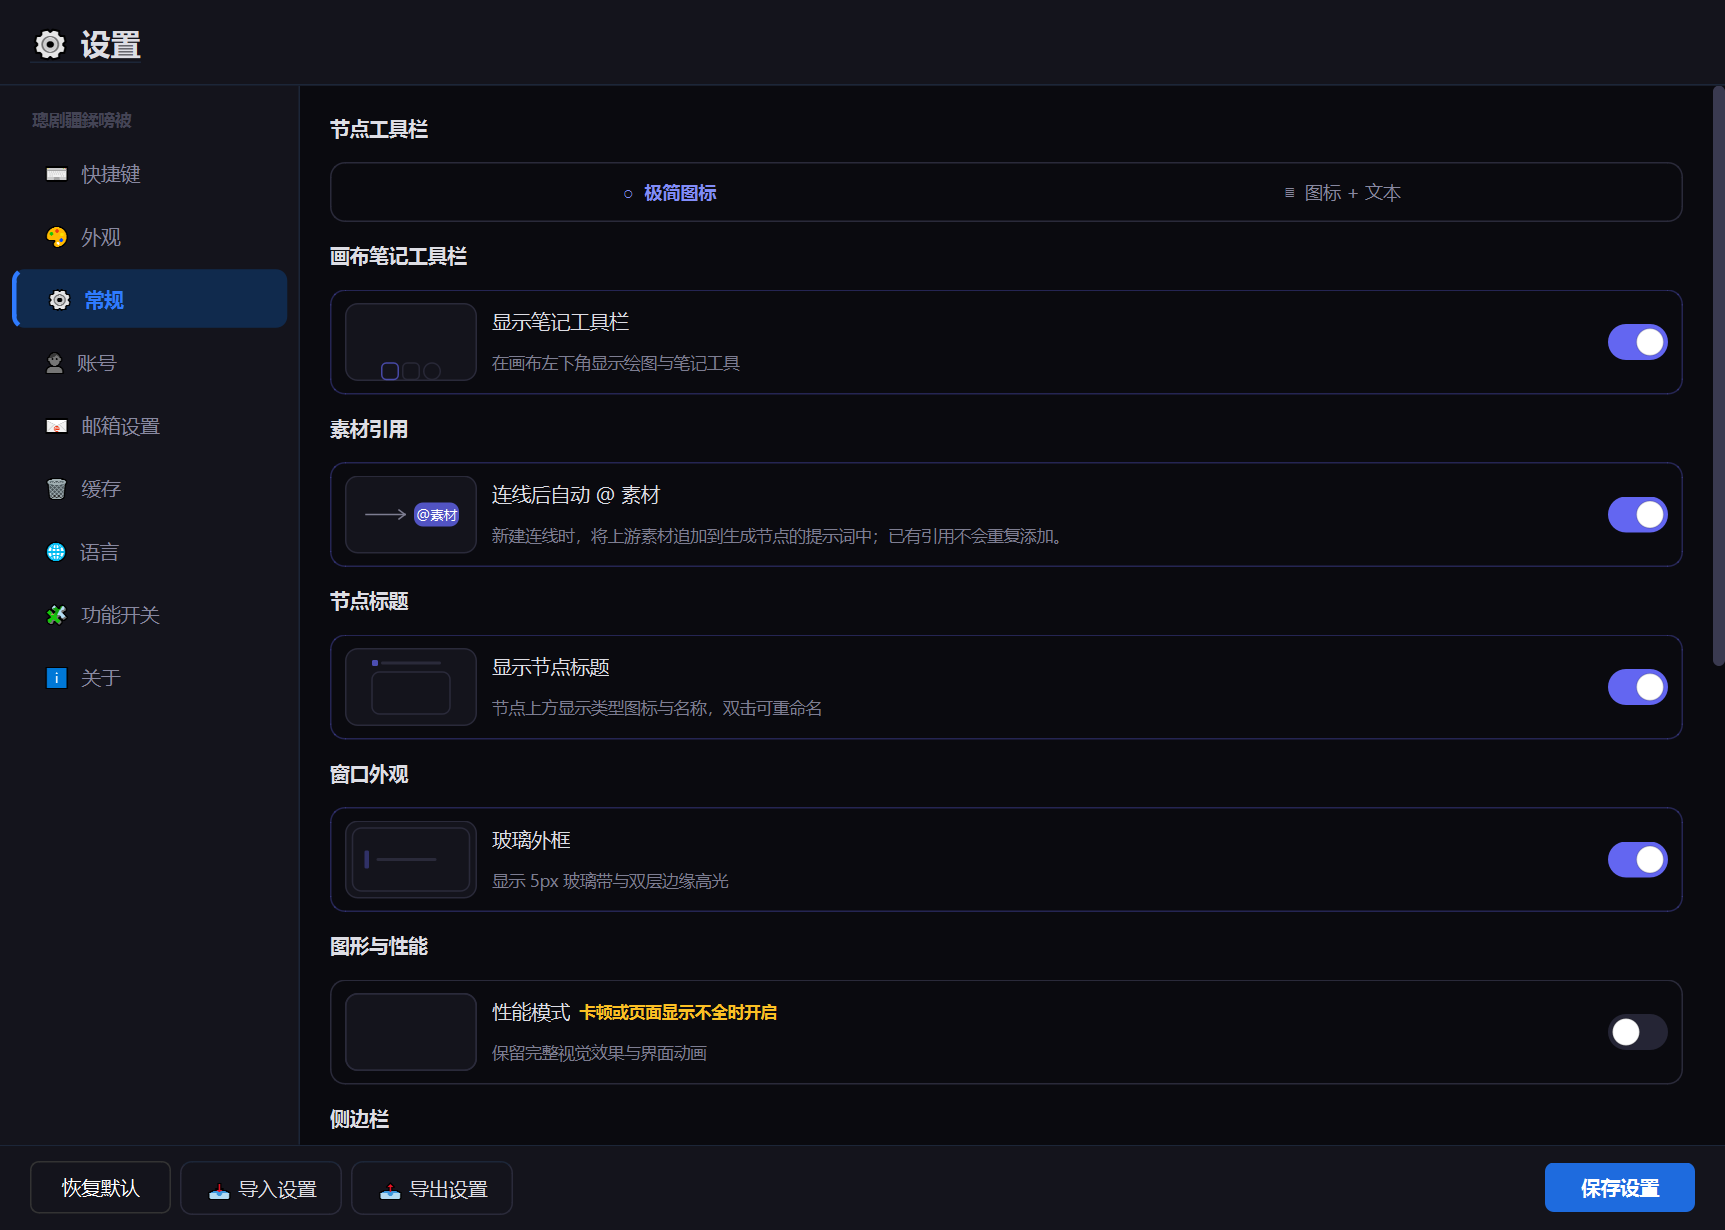 设置
璁剧疆鍒嗙被
快捷键
外观
常规
账号
邮箱设置
缓存
语言
功能开关
关于
节点工具栏
极简图标
图标 + 文本
画布笔记工具栏
显示笔记工具栏
在画布左下角显示绘图与笔记工具
素材引用
@素材
连线后自动 @ 素材
新建连线时，将上游素材追加到生成节点的提示词中；已有引用不会重复添加。
节点标题
显示节点标题
节点上方显示类型图标与名称，双击可重命名
窗口外观
玻璃外框
显示 5px 玻璃带与双层边缘高光
图形与性能
性能模式 卡顿或页面显示不全时开启
保留完整视觉效果与界面动画
侧边栏
恢复默认
导入设置
导出设置
保存设置